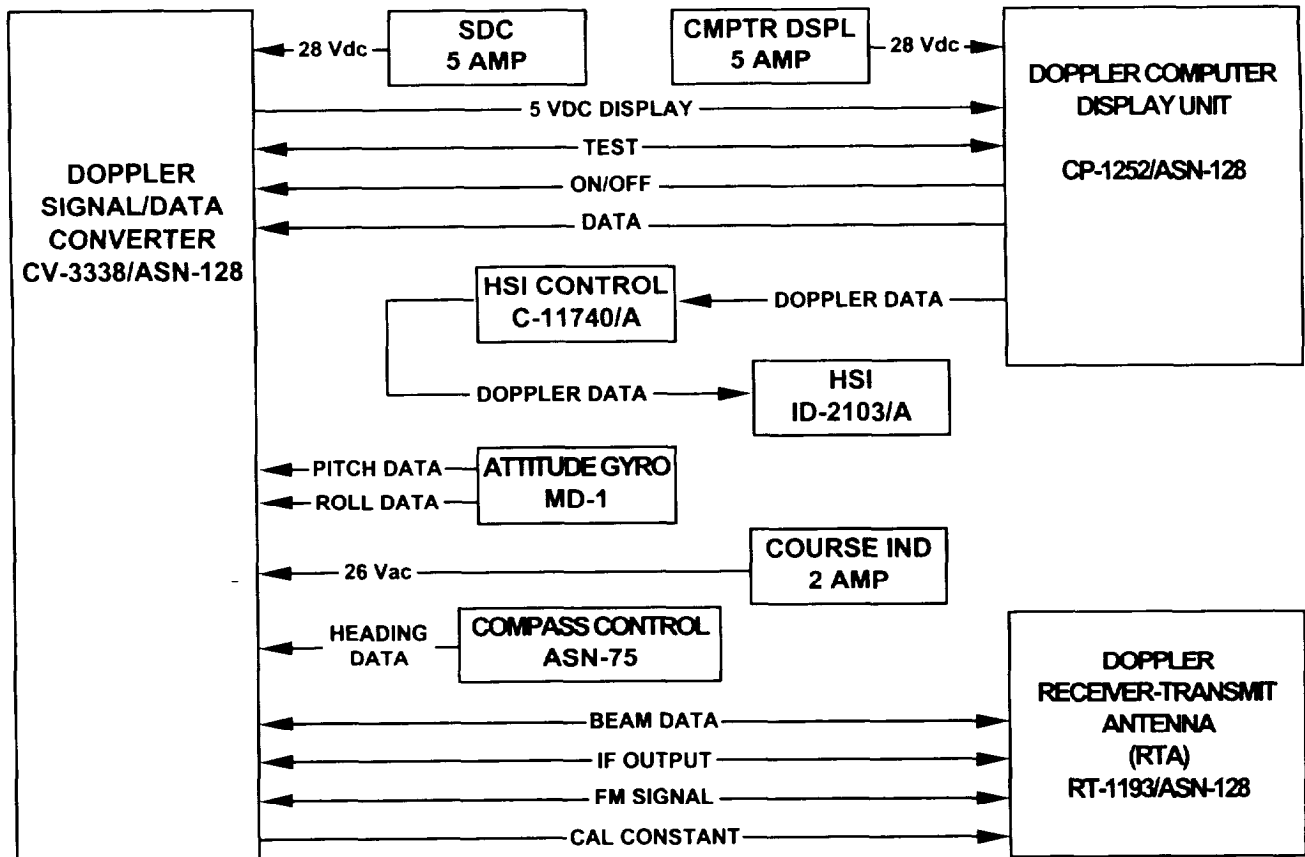 SDC
5 AMP
28 Vdc
CMPTR DSPL
5 AMP
28 Vdc
DOPPLER COMPUTER
DISPLAY UNIT
CP-1252/ASN-128
5 VDC DISPLAY
TEST
ON/OFF
DATA
DOPPLER
SIGNAL/DATA
CONVERTER
CV-3338/ASN-128
HSI CONTROL
C-11740/A
DOPPLER DATA
DOPPLER DATA
HSI
ID-2103/A
PITCH DATA
ROLL DATA
ATTITUDE GYRO
MD-1
26 Vac
COURSE IND
2 AMP
HEADING
DATA
COMPASS CONTROL
ASN-75
BEAM DATA
IF OUTPUT
FM SIGNAL
CAL CONSTANT
DOPPLER
RECEIVER-TRANSMIT
ANTENNA
(RTA)
RT-1193/ASN-128